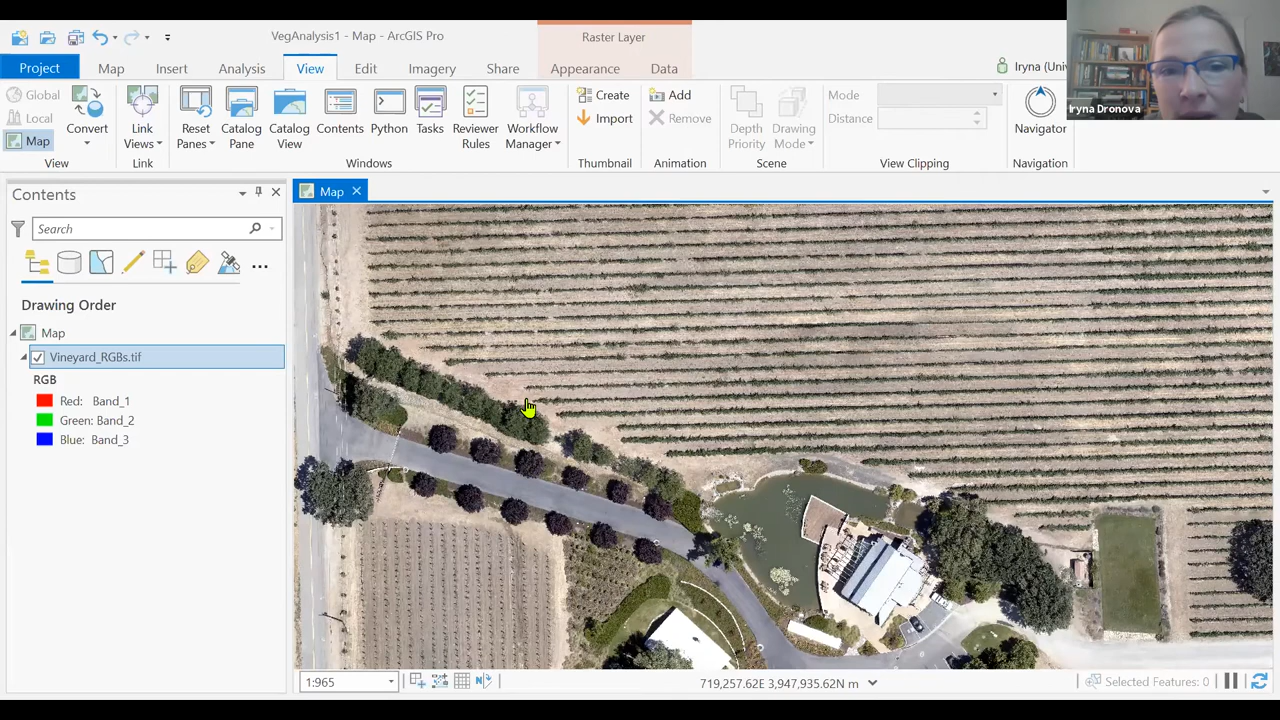 VegAnalysis1 - Map - ArcGIS Pro
Raster Layer
Project
Map
Insert
Analysis
View
Edit
Imagery
Share
Appearance
Data
Iryna (Uni
Iryna Dronova
Global
Local
Map
View
Convert
Link
Views
Link
Reset
Panes
Catalog
Pane
Catalog
View
Contents
Python
Tasks
Reviewer
Rules
Workflow
Manager
Windows
Create
Import
Thumbnail
Add
Remove
Animation
Depth
Priority
Drawing
Mode
Scene
Mode
Distance
View Clipping
Navigator
Navigation
Contents
Map
Search
Drawing Order
Map
Vineyard_RGBs.tif
RGB
Red: Band_1
Green: Band_2
Blue: Band_3
1:965
719,257.62E 3,947,935.62N m
Selected Features: 0